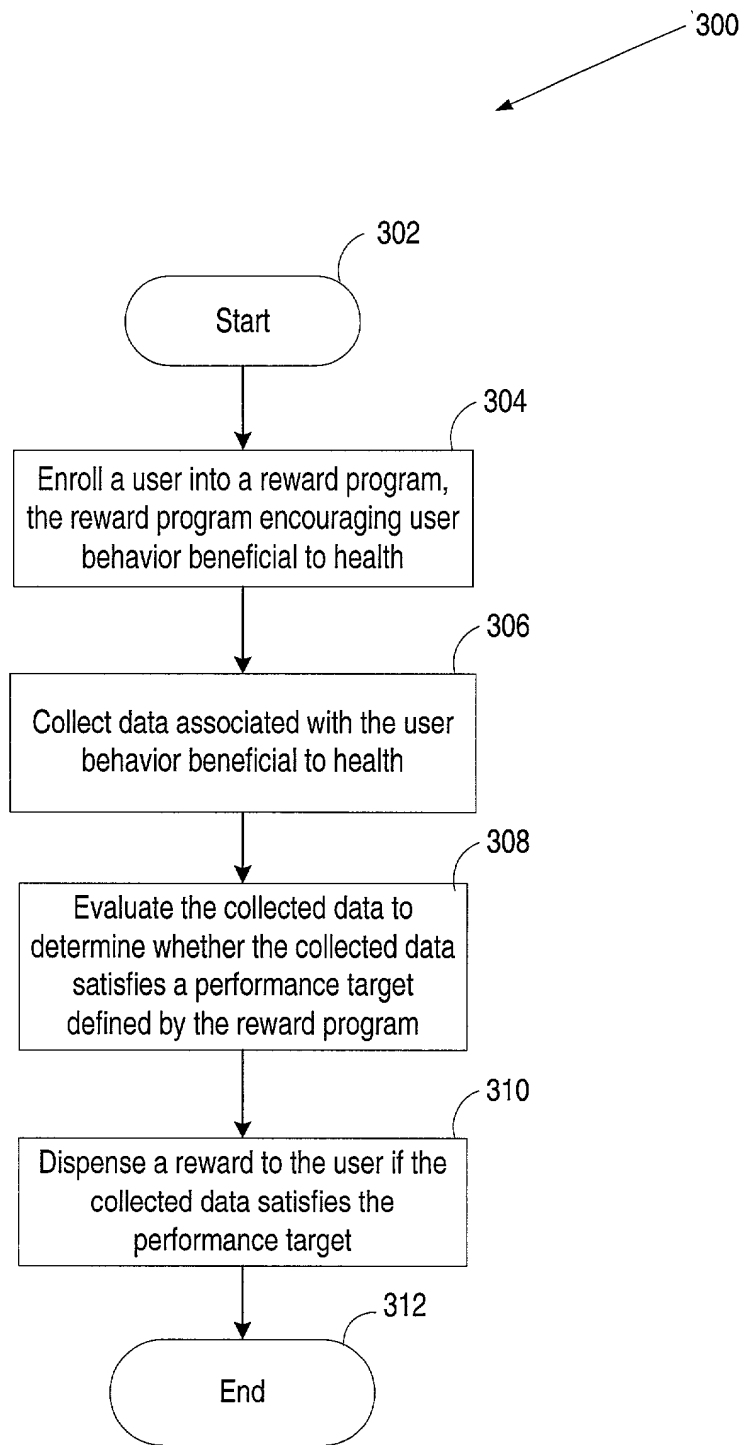 300
302
Start
304
Enroll a user into a reward program,
the reward program encouraging user
behavior beneficial to health
306
Collect data associated with the user
behavior beneficial to health
308
Evaluate the collected data to
determine whether the collected data
satisfies a performance target
defined by the reward program
310
Dispense a reward to the user if the
collected data satisfies the
performance target
312
End